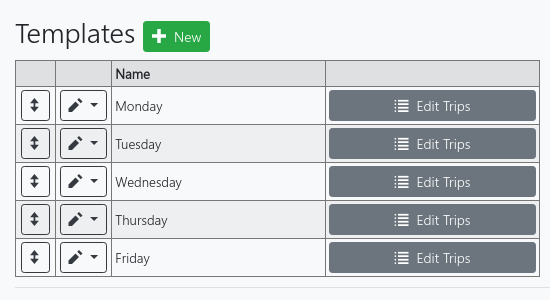 Templates New
Name
Monday Edit Trips
Tuesday Edit Trips
Wednesday Edit Trips
Thursday Edit Trips
Friday Edit Trips